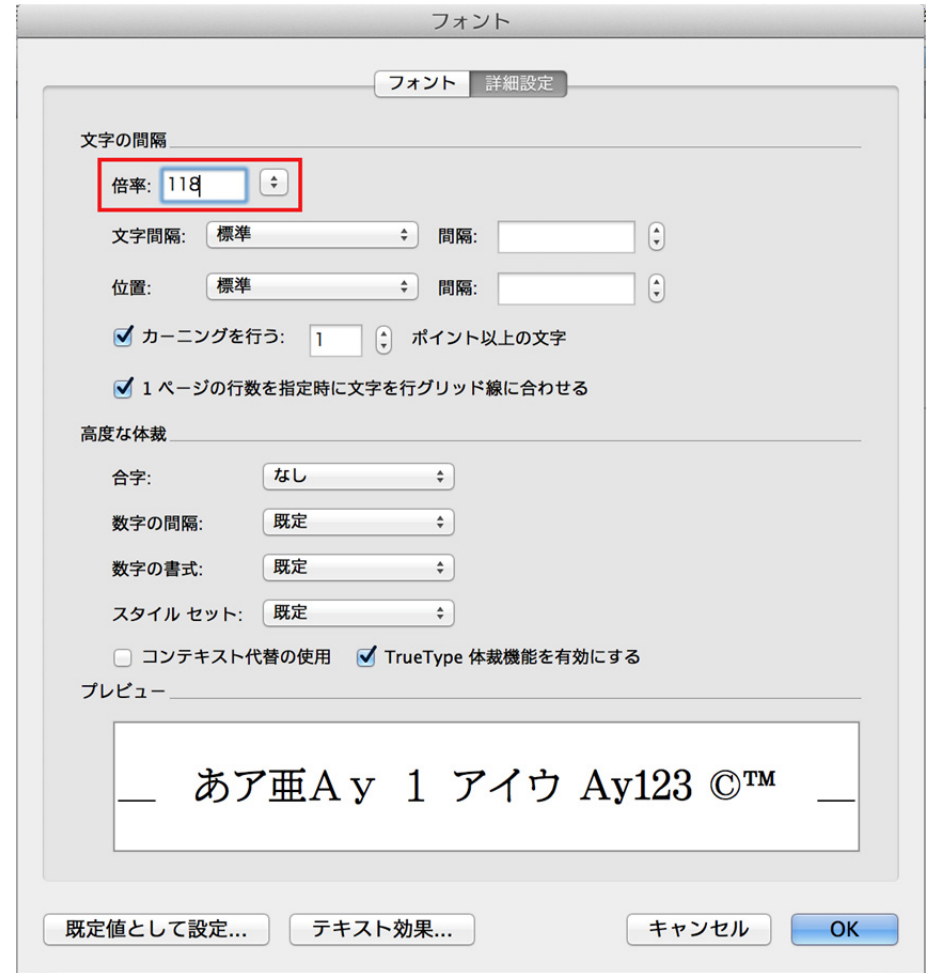 フォント
フォント 詳細設定
文字の間隔
倍率: 118
文字間隔: 標準 間隔:
位置: 標準 間隔:
カーニングを行う: 1 ポイント以上の文字
1 ページの行数を指定時に文字を行グリッド線に合わせる
高度な体裁
合字: なし
数字の間隔: 既定
数字の書式: 既定
スタイル セット: 既定
コンテキスト代替の使用 TrueType 体裁機能を有効にする
プレビュー
あア亜Ａｙ １ アイウ Ay123 ©™
既定値として設定... テキスト効果... キャンセル OK